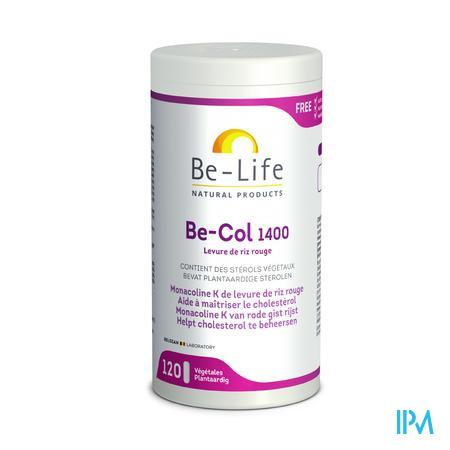 FREE
Be-Life
NATURAL PRODUCTS
Be-Col 1400
Levure de riz rouge
CONTIENT DES STÉROLS VÉGÉTAUX
BEVAT PLANTAARDIGE STEROLEN
Monacoline K de levure de riz rouge
Aide à maîtriser le cholestérol
Monacoline K van rode gist rijst
Helpt cholesterol te beheersen
BELGIAN LABORATORY
120 Végétales
Plantaardig
IPM